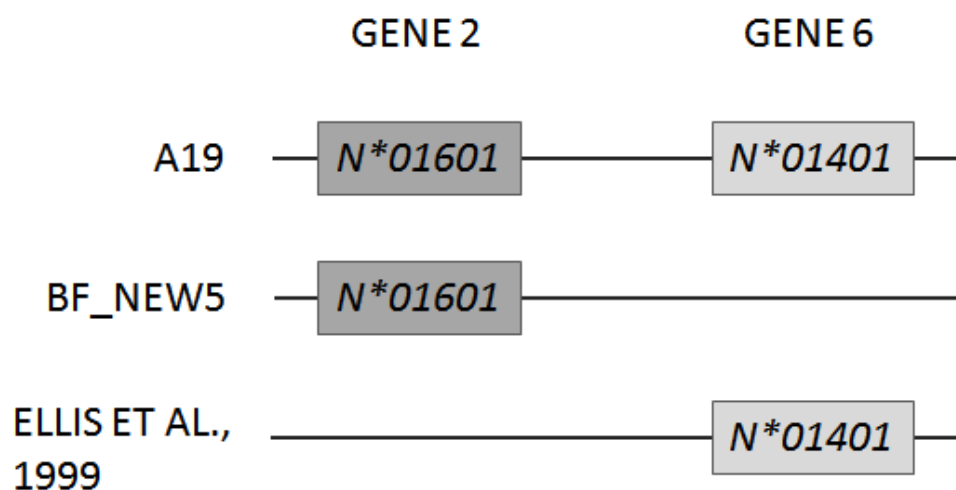 GENE 2 GENE 6
A19 N*01601 N*01401
BF_NEW5 N*01601
ELLIS ET AL.,
1999 N*01401